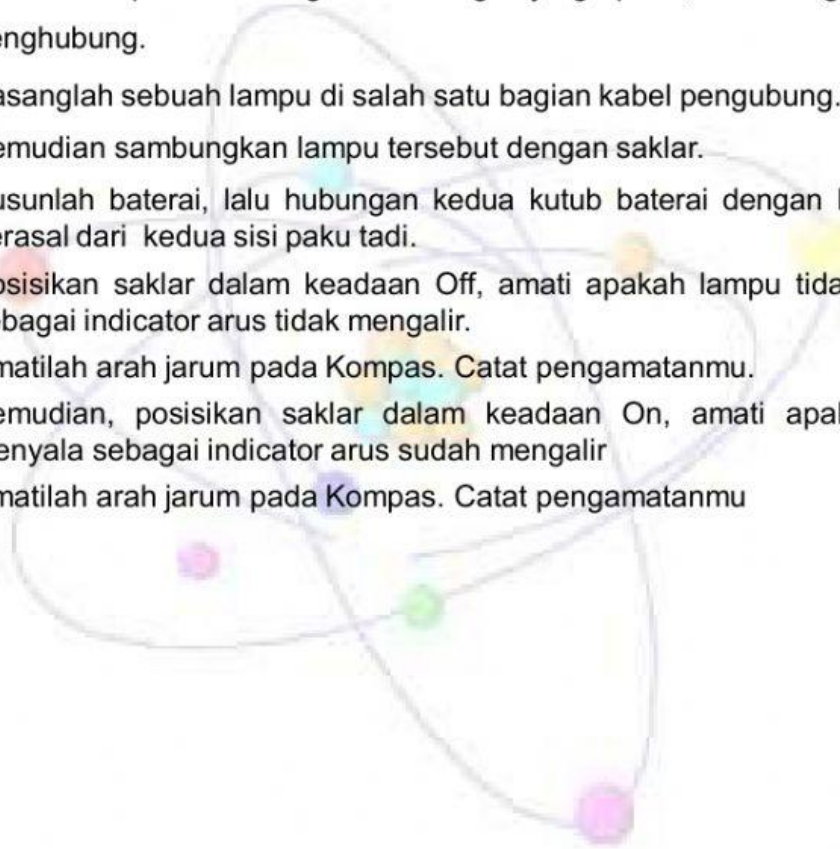 enghubung.
asanglah sebuah lampu di salah satu bagian kabel pengubung.
emudian sambungkan lampu tersebut dengan saklar.
usunlah baterai, lalu hubungan kedua kutub baterai dengan
erasal dari kedua sisi paku tadi.
osisikan saklar dalam keadaan Off, amati apakah lampu tida
bagai indicator arus tidak mengalir.
matilah arah jarum pada Kompas. Catat pengamatanmu.
emudian, posisikan saklar dalam keadaan On, amati apal
enyala sebagai indicator arus sudah mengalir
matilah arah jarum pada Kompas. Catat pengamatanmu